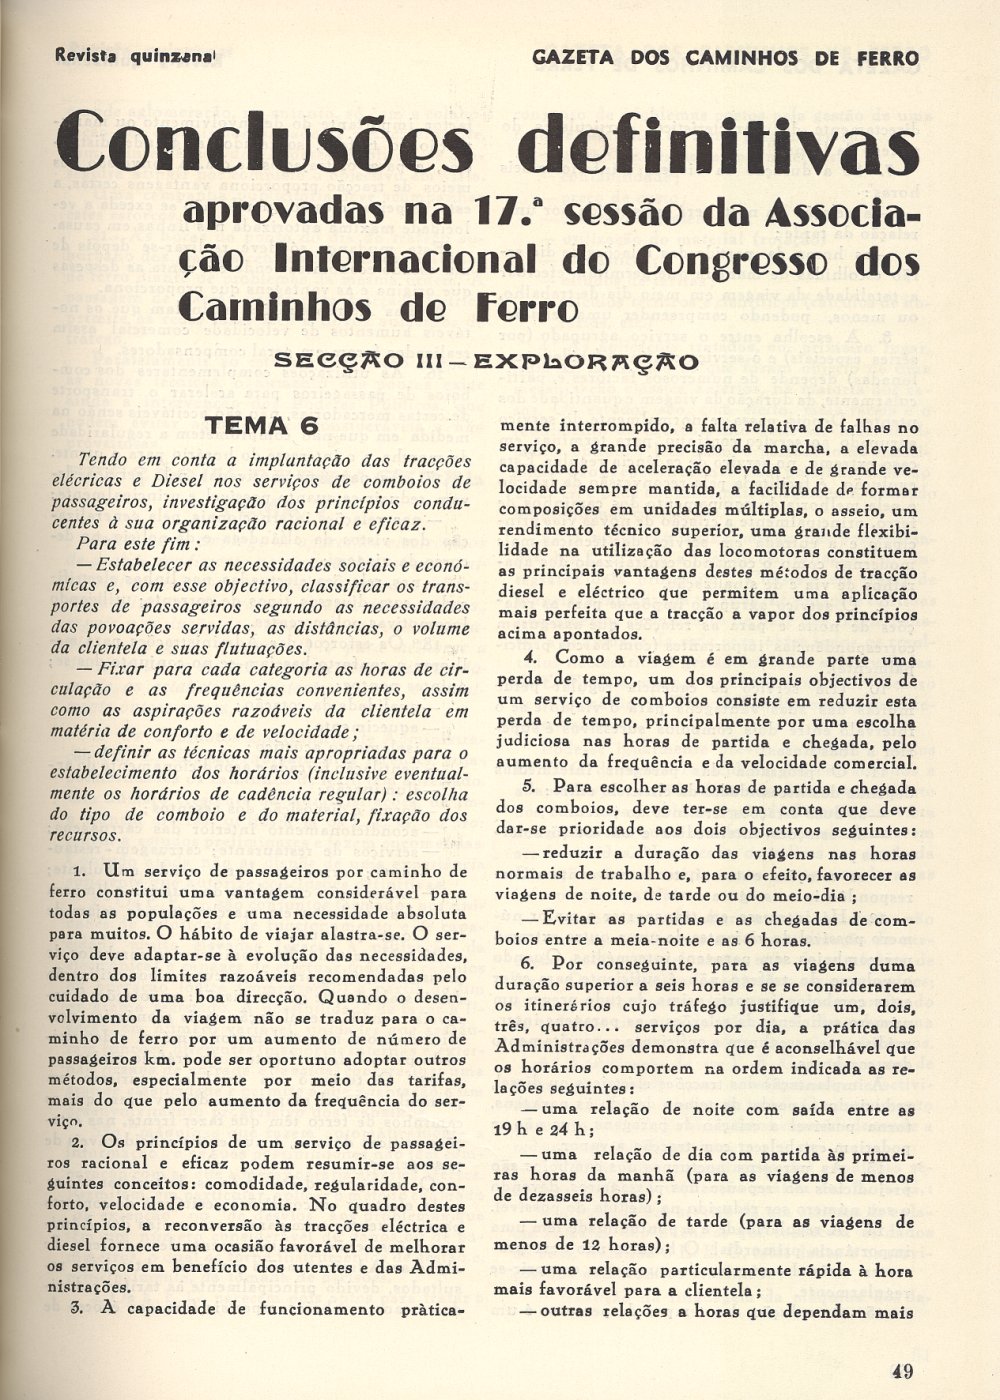 Revista quinzenal
GAZETA DOS CAMINHOS DE FERRO
Conclusões definitivas
aprovadas na 17.ª sessão da Associa-
ção Internacional do Congresso dos
Caminhos de Ferro
SECÇÃO III — EXPLORAÇÃO
TEMA 6
Tendo em conta a implantação das tracções
elécricas e Diesel nos serviços de comboios de
passageiros, investigação dos princípios condu-
centes à sua organização racional e eficaz.
Para este fim:
— Estabelecer as necessidades sociais e econó-
micas e, com esse objectivo, classificar os trans-
portes de passageiros segundo as necessidades
das povoações servidas, as distâncias, o volume
da clientela e suas flutuações.
— Fixar para cada categoria as horas de cir-
culação e as frequências convenientes, assim
como as aspirações razoáveis da clientela em
matéria de conforto e de velocidade;
— definir as técnicas mais apropriadas para o
estabelecimento dos horários (inclusive eventual-
mente os horários de cadência regular): escolha
do tipo de comboio e do material, fixação dos
recursos.
1. Um serviço de passageiros por caminho de
ferro constitui uma vantagem considerável para
todas as populações e uma necessidade absoluta
para muitos. O hábito de viajar alastra-se. O ser-
viço deve adaptar-se à evolução das necessidades,
dentro dos limites razoáveis recomendadas pelo
cuidado de uma boa direcção. Quando o desen-
volvimento da viagem não se traduz para o ca-
minho de ferro por um aumento de número de
passageiros km. pode ser oportuno adoptar outros
métodos, especialmente por meio das tarifas,
mais do que pelo aumento da frequência do ser-
viço.
2. Os princípios de um serviço de passagei-
ros racional e eficaz podem resumir-se aos se-
guintes conceitos: comodidade, regularidade, con-
forto, velocidade e economia. No quadro destes
princípios, a reconversão às tracções eléctrica e
diesel fornece uma ocasião favorável de melhorar
os serviços em benefício dos utentes e das Admi-
nistrações.
3. A capacidade de funcionamento pràtica-
mente interrompido, a falta relativa de falhas no
serviço, a grande precisão da marcha, a elevada
capacidade de aceleração elevada e de grande ve-
locidade sempre mantida, a facilidade de formar
composições em unidades múltiplas, o asseio, um
rendimento técnico superior, uma grande flexibi-
lidade na utilização das locomotoras constituem
as principais vantagens destes métodos de tracção
diesel e eléctrico que permitem uma aplicação
mais perfeita que a tracção a vapor dos princípios
acima apontados.
4. Como a viagem é em grande parte uma
perda de tempo, um dos principais objectivos de
um serviço de comboios consiste em reduzir esta
perda de tempo, principalmente por uma escolha
judiciosa nas horas de partida e chegada, pelo
aumento da frequência e da velocidade comercial.
5. Para escolher as horas de partida e chegada
dos comboios, deve ter-se em conta que deve
dar-se prioridade aos dois objectivos seguintes:
— reduzir a duração das viagens nas horas
normais de trabalho e, para o efeito, favorecer as
viagens de noite, de tarde ou do meio-dia;
— Evitar as partidas e as chegadas de com-
boios entre a meia-noite e as 6 horas.
6. Por conseguinte, para as viagens duma
duração superior a seis horas e se se considerarem
os itinerérios cujo tráfego justifique um, dois,
três, quatro... serviços por dia, a prática das
Administrações demonstra que é aconselhável que
os horários comportem na ordem indicada as re-
lações seguintes:
— uma relação de noite com saída entre as
19 h e 24 h;
— uma relação de dia com partida às primei-
ras horas da manhã (para as viagens de menos
de dezasseis horas);
— uma relação de tarde (para as viagens de
menos de 12 horas);
— uma relação particularmente rápida à hora
mais favorável para a clientela;
— outras relações a horas que dependam mais
49